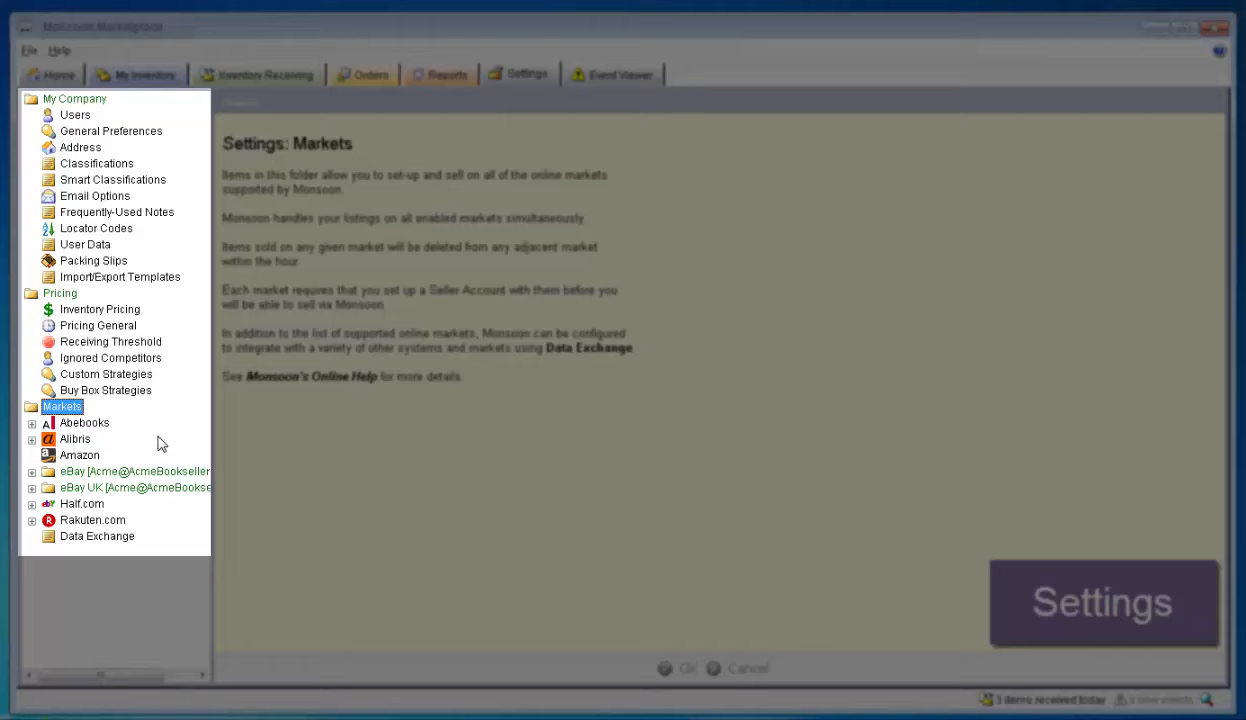 Monsoon Marketplace
File Help
Home My Inventory Inventory Receiving Orders Reports Settings Event Viewer
My Company
Users
General Preferences
Address
Classifications
Smart Classifications
Email Options
Frequently-Used Notes
Locator Codes
User Data
Packing Slips
Import/Export Templates
Pricing
Inventory Pricing
Pricing General
Receiving Threshold
Ignored Competitors
Custom Strategies
Buy Box Strategies
Markets
Abebooks
Alibris
Amazon
eBay [Acme@AcmeBookseller
eBay UK [Acme@AcmeBookse
Half.com
Rakuten.com
Data Exchange
Settings: Markets
Items in this folder allow you to set-up and sell on all of the online markets
supported by Monsoon.
Monsoon handles your listings on all enabled markets simultaneously
Items sold on any given market will be deleted from any adjacent market
within the hour.
Each market requires that you set up a Seller Account with them before you
will be able to sell via Monsoon
In addition to the list of supported online markets, Monsoon can be configured
to integrate with a variety of other systems and markets using Data Exchange
See Monsoon's Online Help for more details.
Settings
OK Cancel
3 items received today